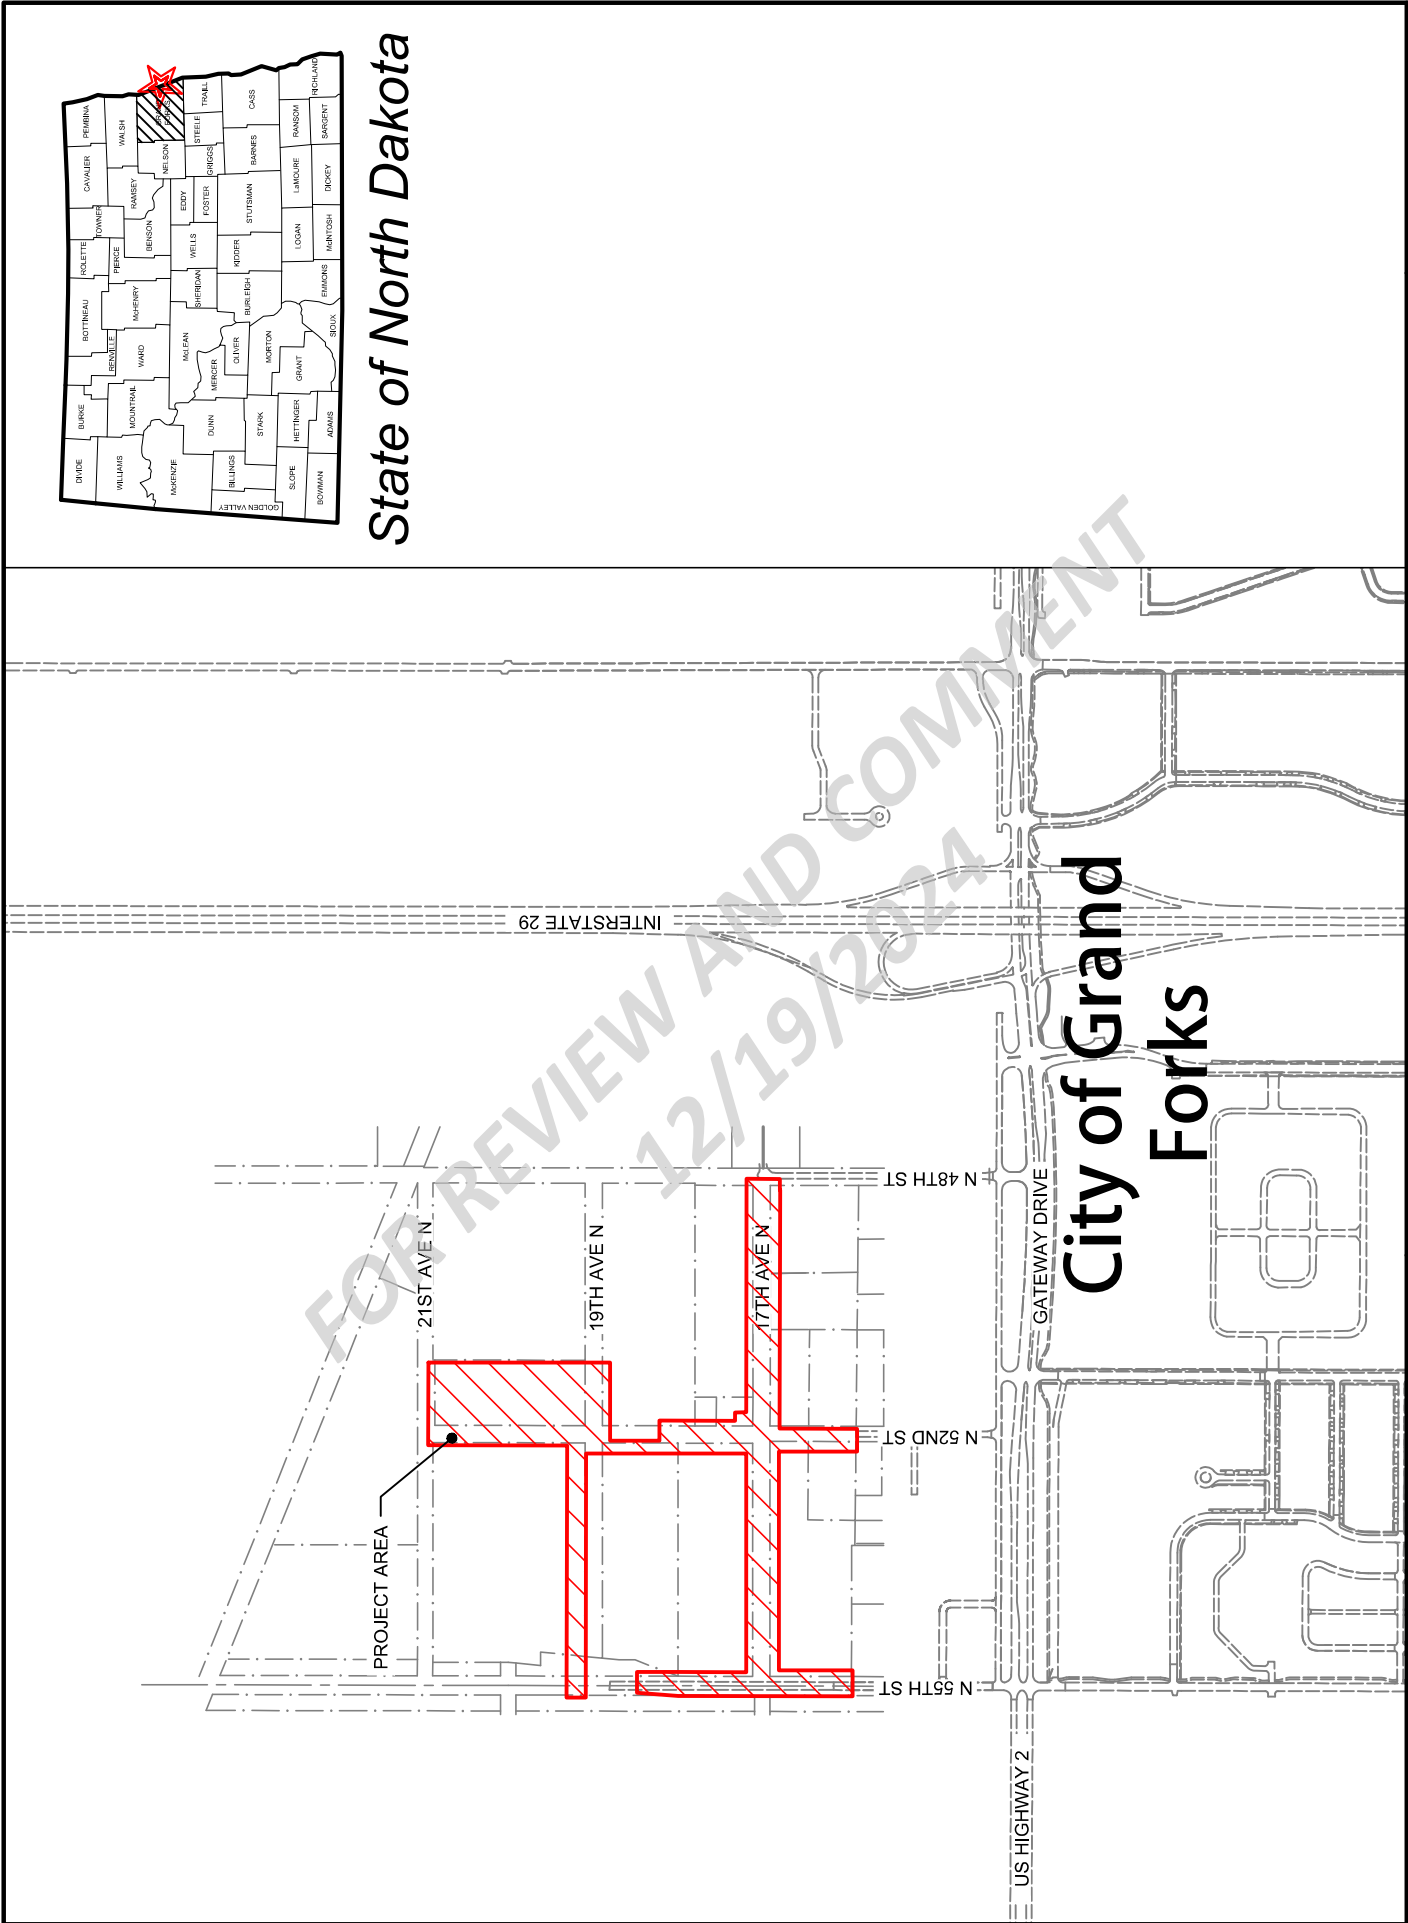 PEMBINA
CAVALIER
TOWNER
ROLETTE
BOTTINEAU
RENVILLE
BURKE
DIVIDE
WALSH
RAMSEY
PIERCE
McHENRY
WARD
MOUNTRAIL
WILLIAMS
NELSON
BENSON
TRAILL
STEELE
GRIGGS
EDDY
FOSTER
WELLS
SHERIDAN
McLEAN
MERCER
DUNN
McKENZIE
CASS
BARNES
STUTSMAN
KIDDER
BURLEIGH
OLIVER
MORTON
STARK
BILLINGS
GOLDEN VALLEY
RICHLAND
RANSOM
SARGENT
LaMOURE
DICKEY
LOGAN
McINTOSH
EMMONS
SIOUX
GRANT
HETTINGER
ADAMS
SLOPE
BOWMAN
State of North Dakota
FOR REVIEW AND COMMENT
12/19/2024
INTERSTATE 29
PROJECT AREA
21ST AVE N
19TH AVE N
17TH AVE N
N 48TH ST
N 52ND ST
N 55TH ST
GATEWAY DRIVE
US HIGHWAY 2
City of Grand
Forks